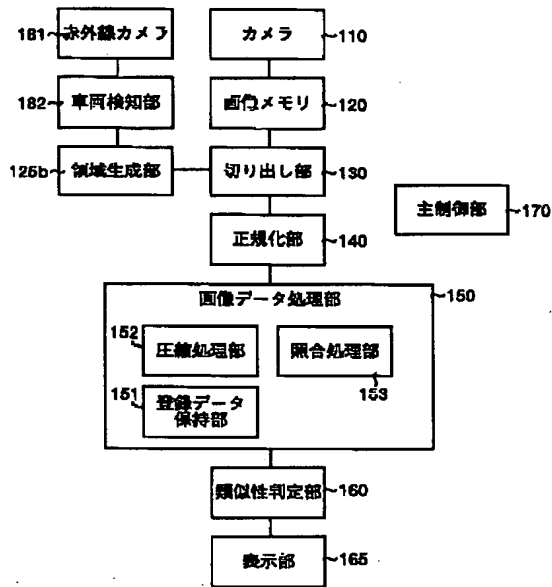 181 赤外線カメラ
カメラ 110
182 車両検知部
画像メモリ 120
125b 領域生成部
切り出し部 130
主制御部 170
正規化部 140
画像データ処理部 150
152 圧縮処理部
照合処理部 153
151 登録データ
保持部
類似性判定部 160
表示部 165